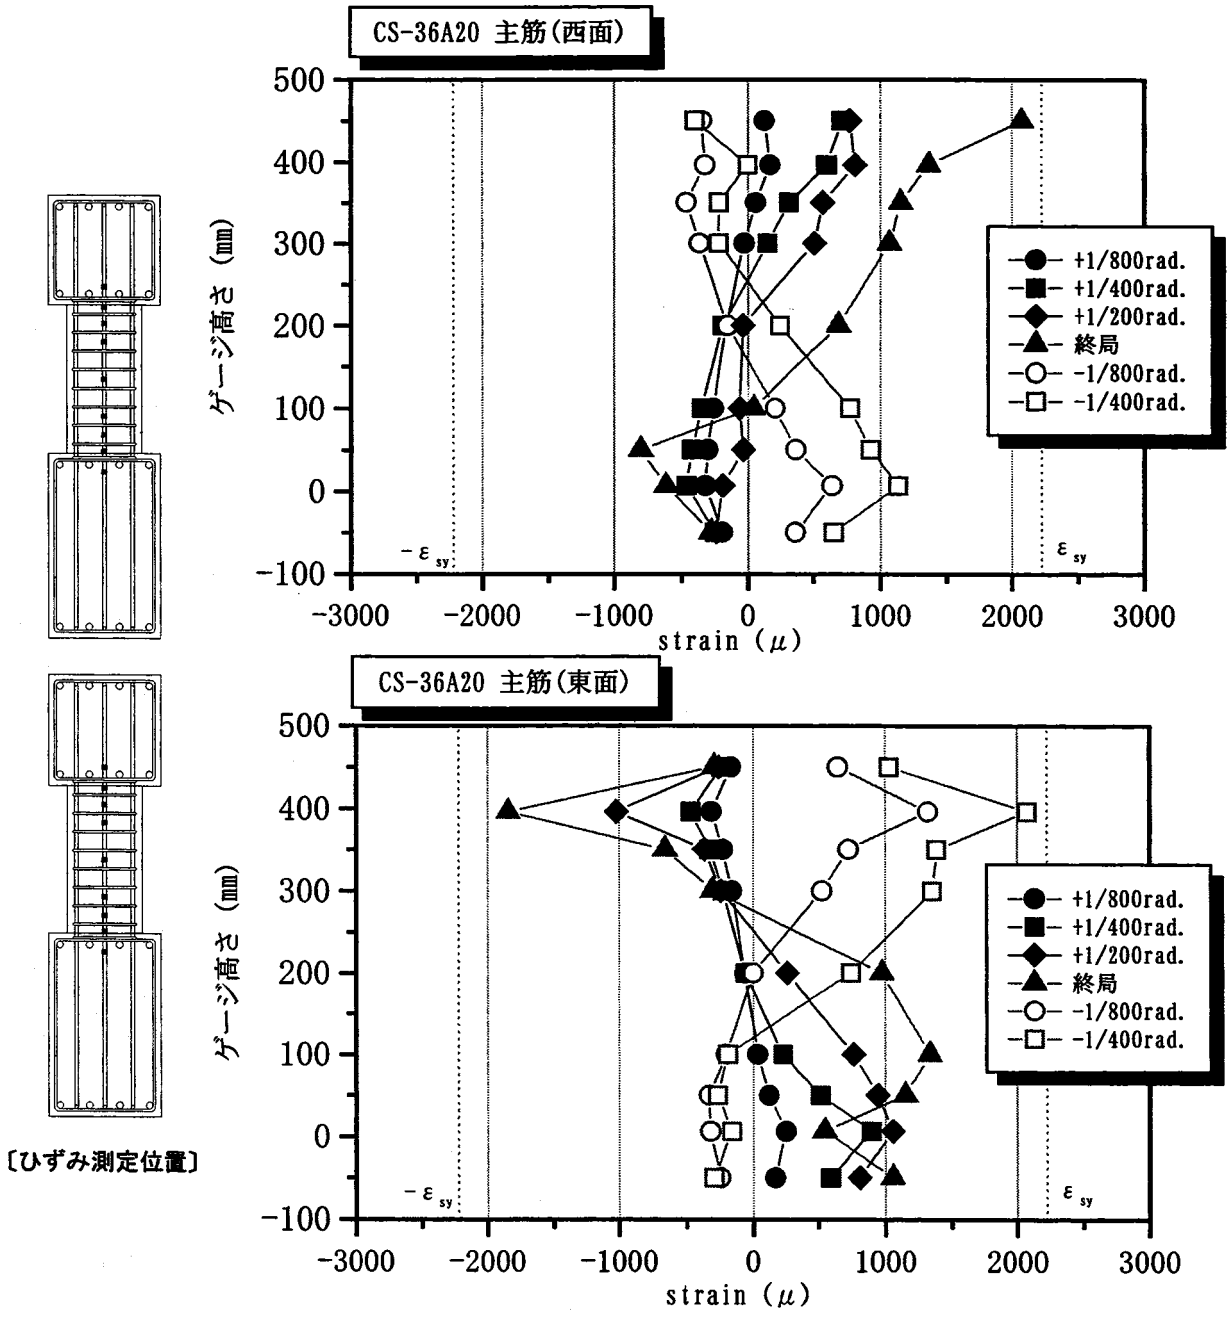 CS-36A20 主筋(西面)
500
400
300
200
100
0
-100
ゲージ高さ (mm)
+1/800rad.
+1/400rad.
+1/200rad.
終局
-1/800rad.
-1/400rad.
-ε sy
ε sy
-3000 -2000 -1000 0 1000 2000 3000
strain (μ)
CS-36A20 主筋(東面)
500
400
300
200
100
0
-100
ゲージ高さ (mm)
+1/800rad.
+1/400rad.
+1/200rad.
終局
-1/800rad.
-1/400rad.
-ε sy
ε sy
-3000 -2000 -1000 0 1000 2000 3000
strain (μ)
〔ひずみ測定位置〕